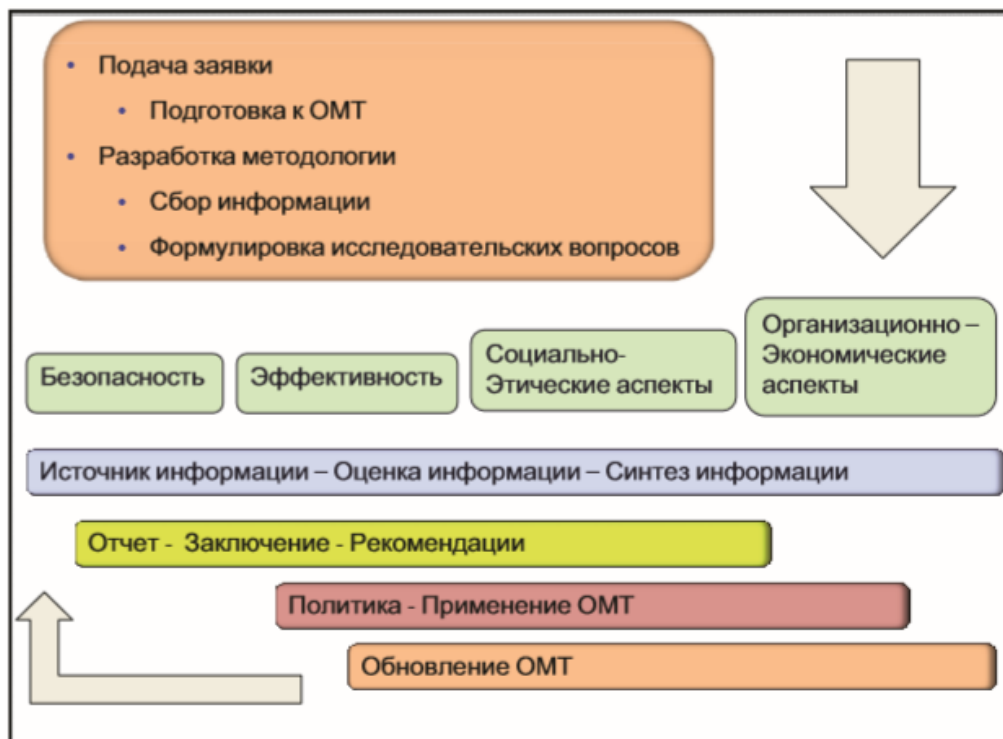 • Подача заявки
• Подготовка к ОМТ
• Разработка методологии
• Сбор информации
• Формулировка исследовательских вопросов
Безопасность
Эффективность
Социально-
Этические аспекты
Организационно –
Экономические
аспекты
Источник информации – Оценка информации – Синтез информации
Отчет - Заключение - Рекомендации
Политика - Применение ОМТ
Обновление ОМТ